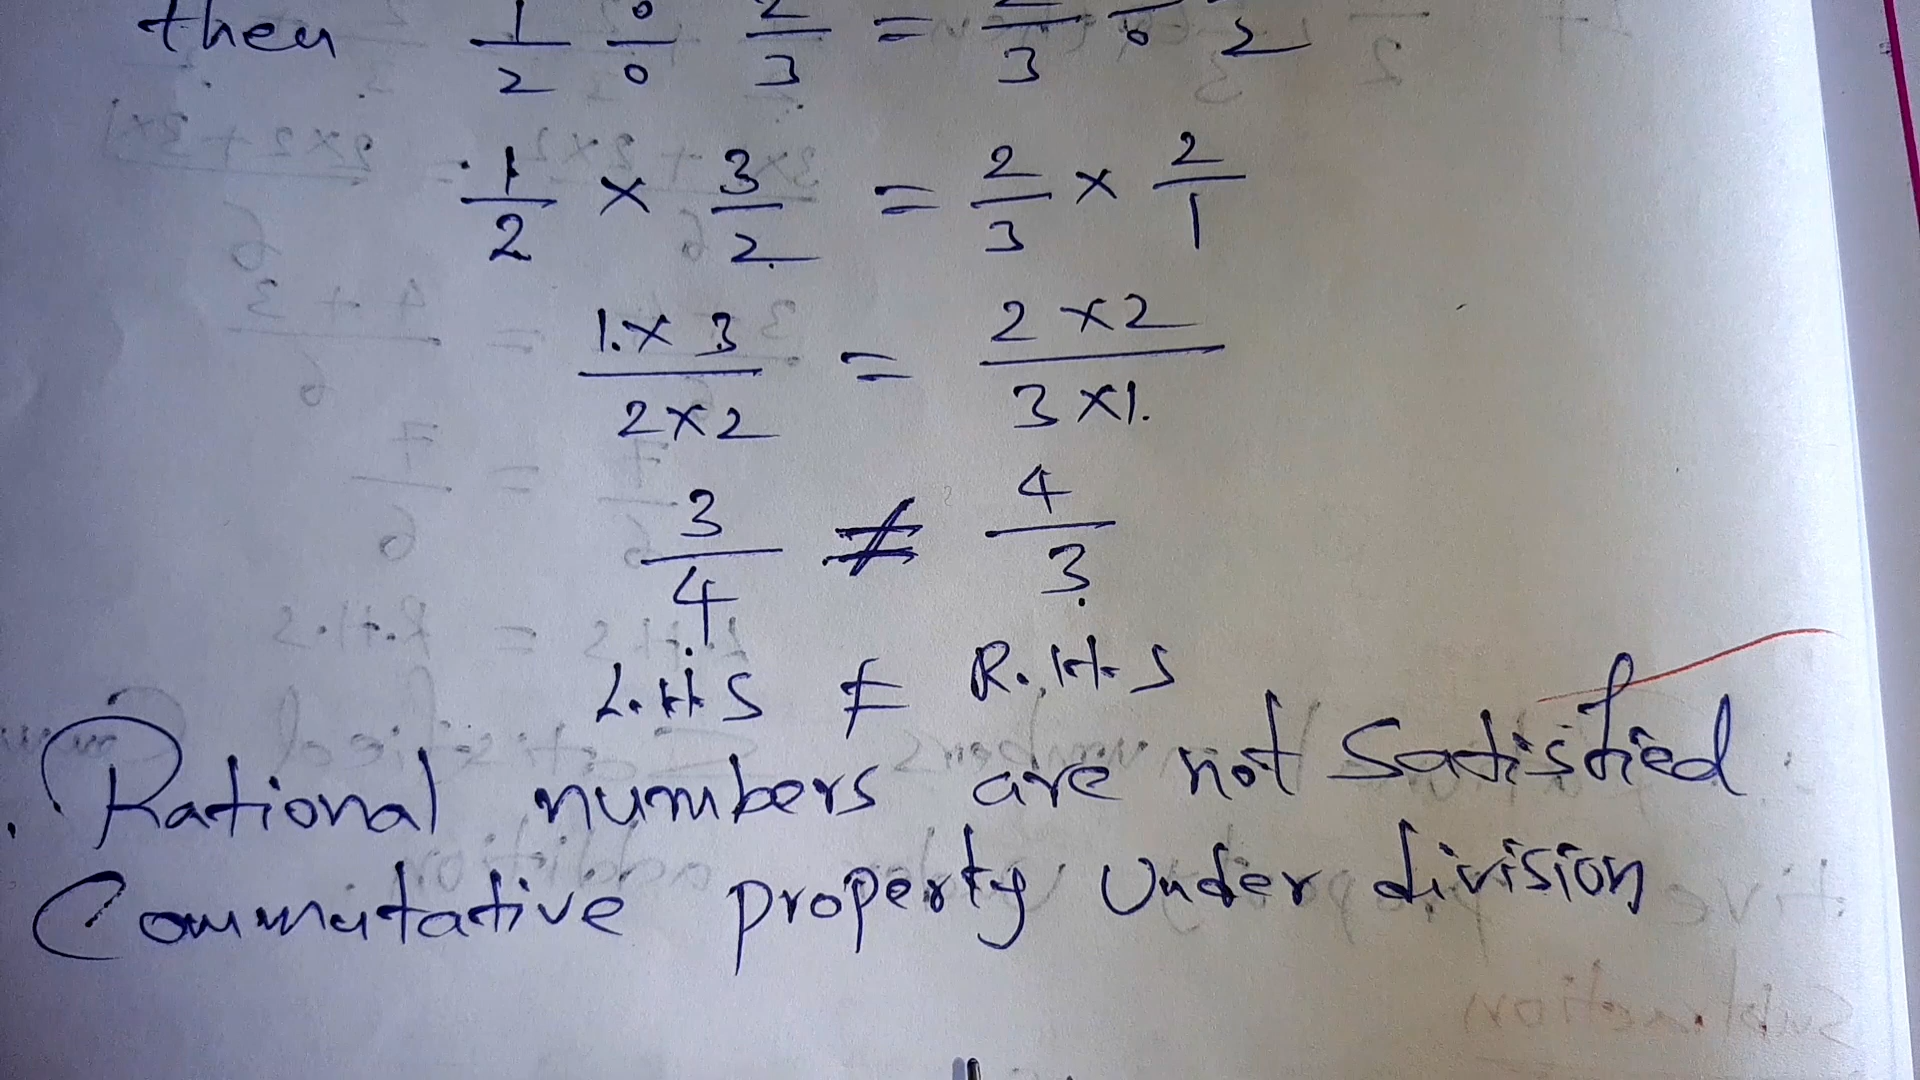 then 1/2 ÷ 2/3 = 2/3 ÷ 1/2
1/2 × 3/2 = 2/3 × 2/1
1×3/2×2 = 2×2/3×1
3/4 ≠ 4/3
L.H.S ≠ R.H.S
Rational numbers are not Satisfied
Commutative property Under division